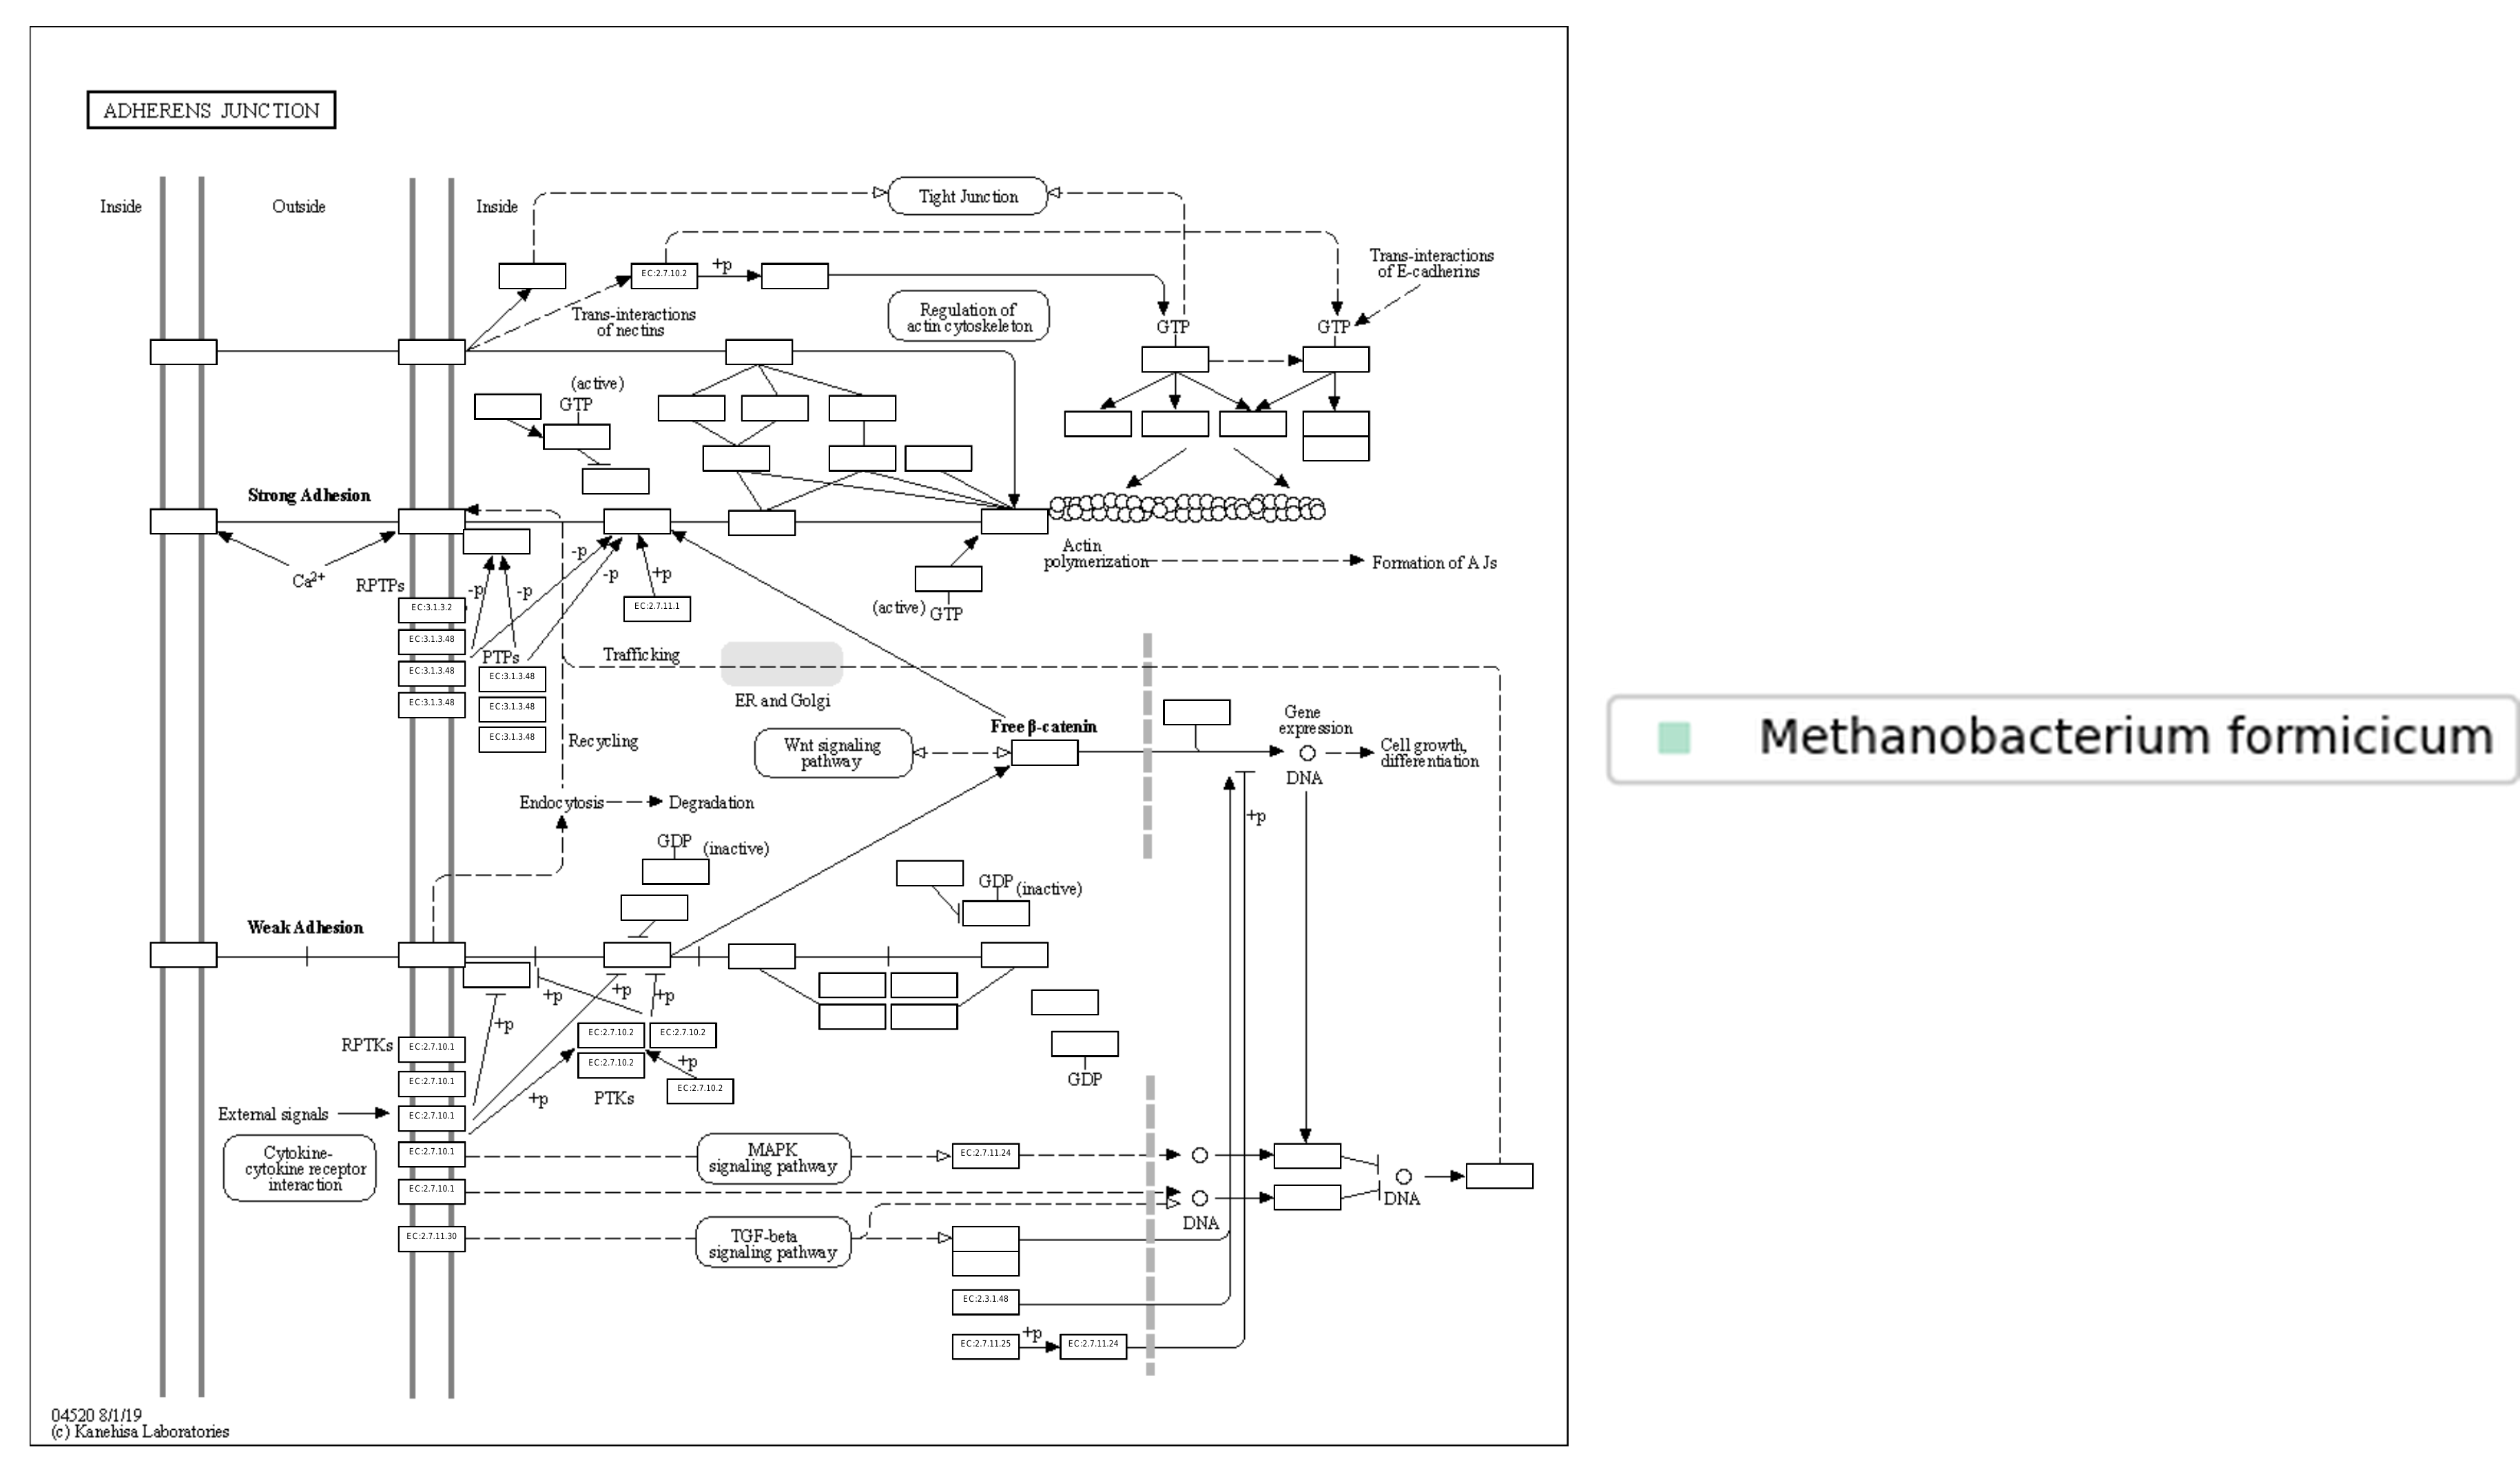 ADHERENS JUNCTION
Inside
Outside
Inside
Tight Junction
EC:2.7.10.2
+p
Trans-interactions
of nectins
Regulation of
actin cytoskeleton
Trans-interactions
of E-cadherins
GTP
GTP
(active)
GTP
Strong Adhesion
Ca2+
RPTPs
-p
-p
-p
-p
+p
EC:3.1.3.2
EC:3.1.3.48
EC:3.1.3.48
EC:3.1.3.48
PTPs
EC:3.1.3.48
EC:3.1.3.48
EC:3.1.3.48
EC:2.7.11.1
(active)
GTP
Actin
polymerization
Formation of AJs
Trafficking
ER and Golgi
Recycling
Free β-catenin
Wnt signaling
pathway
Gene
expression
DNA
Cell growth,
differentiation
Methanobacterium formicicum
Endocytosis
Degradation
+p
GDP
(inactive)
GDP
(inactive)
Weak Adhesion
+p
+p
+p
+p
RPTKs
EC:2.7.10.1
EC:2.7.10.1
EC:2.7.10.1
EC:2.7.10.1
EC:2.7.10.1
EC:2.7.11.30
EC:2.7.10.2
EC:2.7.10.2
EC:2.7.10.2
+p
EC:2.7.10.2
PTKs
+p
GDP
External signals
Cytokine-
cytokine receptor
interaction
MAPK
signaling pathway
EC:2.7.11.24
DNA
DNA
TGF-beta
signaling pathway
EC:2.3.1.48
EC:2.7.11.25
+p
EC:2.7.11.24
04520 8/1/19
(c) Kanehisa Laboratories